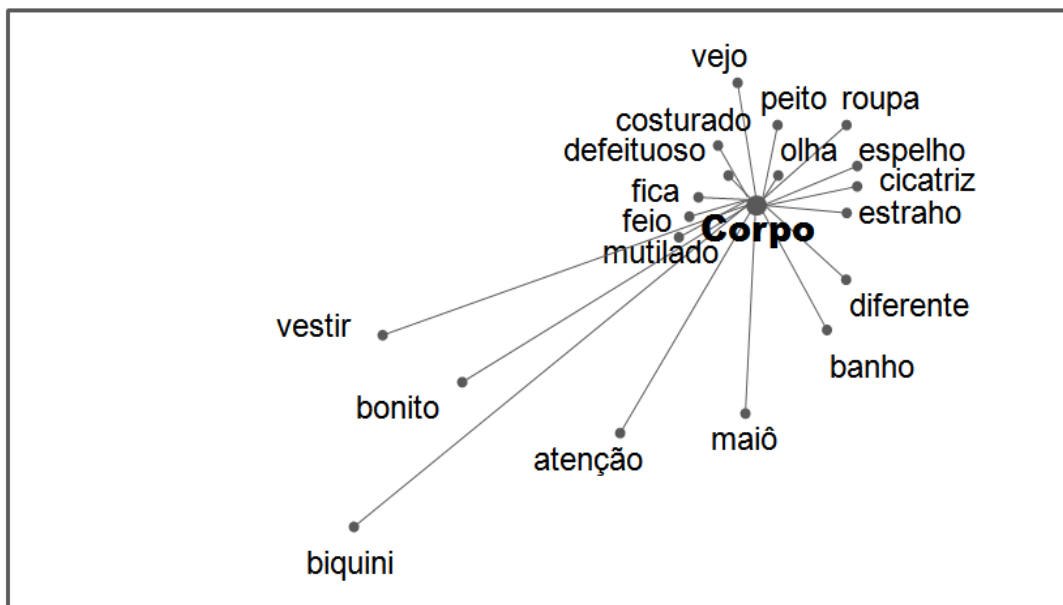 vejo
peito
roupa
costurado
defeituoso
olha
espelho
fica
cicatriz
feio
estraho
Corpo
mutilado
diferente
vestir
banho
bonito
maiô
atenção
biquini